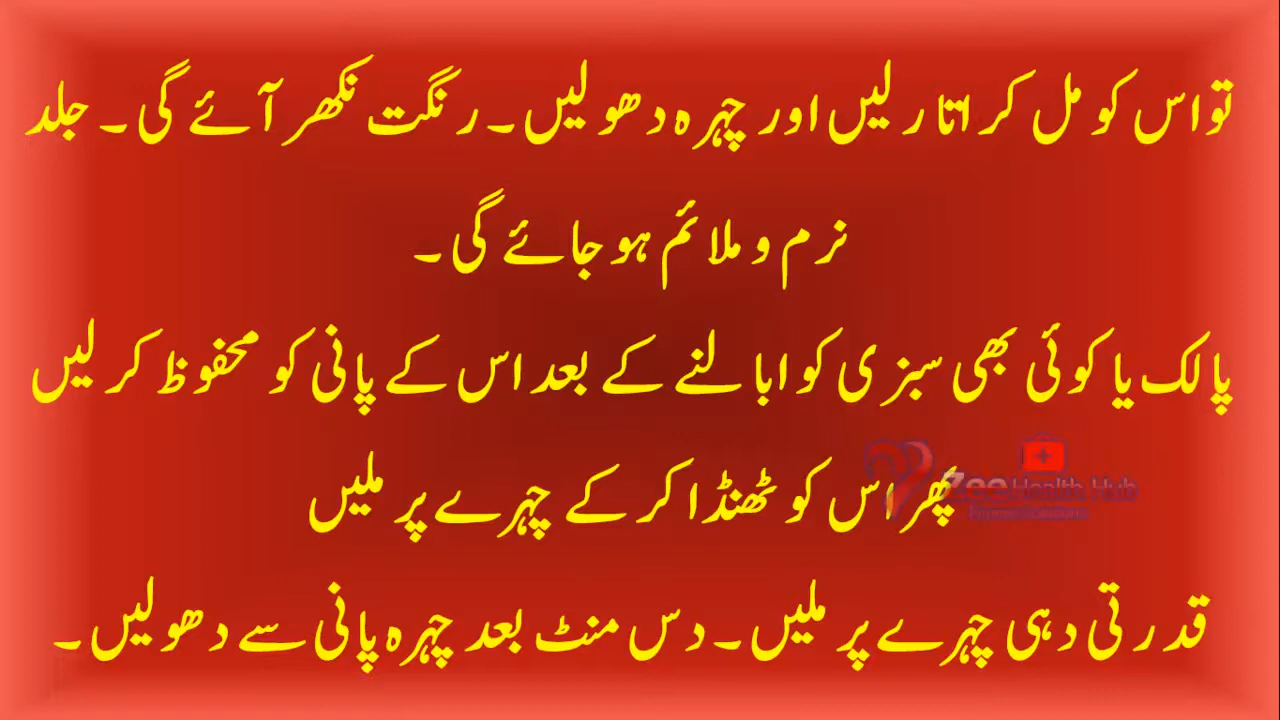 تو اس کو مل کر اتار لیں اور چہرہ دھولیں۔ رنگت نکھر آئے گی۔ جلد
نرم و ملائم ہو جائے گی۔
پالک یا کوئی بھی سبزی کو ابالنے کے بعد اس کے پانی کو محفوظ کر لیں
پھر اس کو ٹھنڈا کر کے چہرے پر ملیں
Zee Health Hub
قدرتی دہی چہرے پر ملیں۔ دس منٹ بعد چہرہ پانی سے دھولیں۔